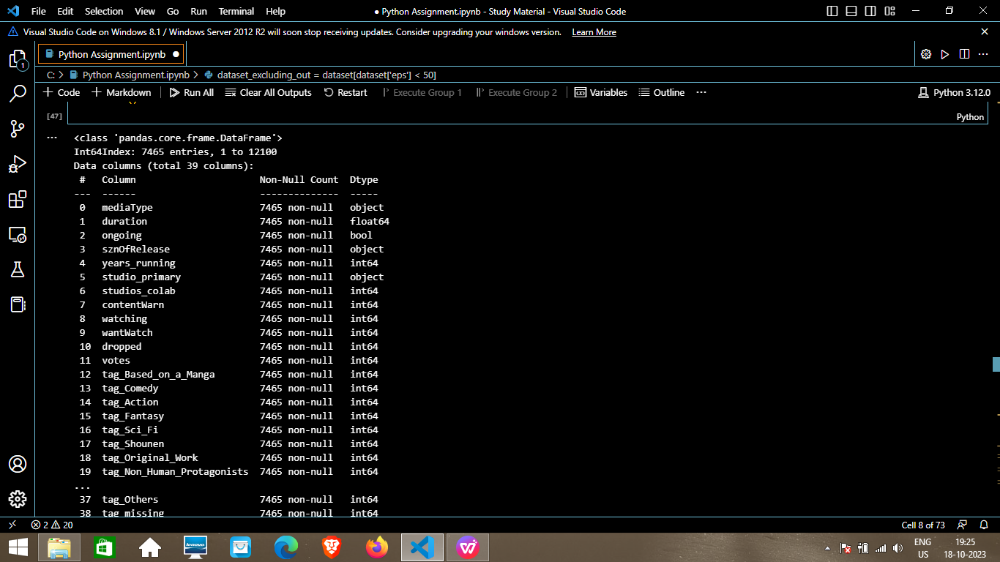 File Edit Selection View Go Run Terminal Help ● Python Assignment.ipynb - Study Material - Visual Studio Code
Visual Studio Code on Windows 8.1 / Windows Server 2012 R2 will soon stop receiving updates. Consider upgrading your windows version. Learn More
Python Assignment.ipynb
C: > Python Assignment.ipynb > dataset_excluding_out = dataset[dataset['eps'] < 50]
Code Markdown Run All Clear All Outputs Restart Execute Group 1 Execute Group 2 Variables Outline ... Python 3.12.0
[47] Python
... <class 'pandas.core.frame.DataFrame'>
Int64Index: 7465 entries, 1 to 12100
Data columns (total 39 columns):
# Column Non-Null Count Dtype
--- ------ -------------- -----
0 mediaType 7465 non-null object
1 duration 7465 non-null float64
2 ongoing 7465 non-null bool
3 sznOfRelease 7465 non-null object
4 years_running 7465 non-null int64
5 studio_primary 7465 non-null object
6 studios_colab 7465 non-null int64
7 contentWarn 7465 non-null int64
8 watching 7465 non-null int64
9 wantWatch 7465 non-null int64
10 dropped 7465 non-null int64
11 votes 7465 non-null int64
12 tag_Based_on_a_Manga 7465 non-null int64
13 tag_Comedy 7465 non-null int64
14 tag_Action 7465 non-null int64
15 tag_Fantasy 7465 non-null int64
16 tag_Sci_Fi 7465 non-null int64
17 tag_Shounen 7465 non-null int64
18 tag_Original_Work 7465 non-null int64
19 tag_Non_Human_Protagonists 7465 non-null int64
...
37 tag_Others 7465 non-null int64
38 tag_missing 7465 non-null int64
1
2 20 Cell 8 of 73
lenovo
ENG 19:25
US 18-10-2023